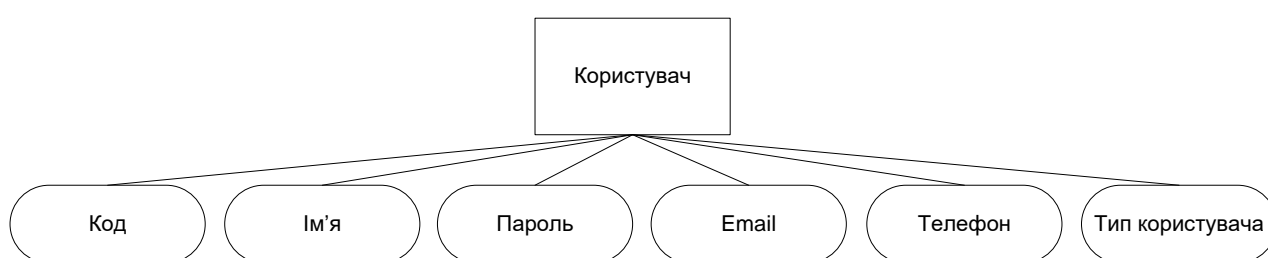 Користувач
Код
Ім’я
Пароль
Email
Телефон
Тип користувача